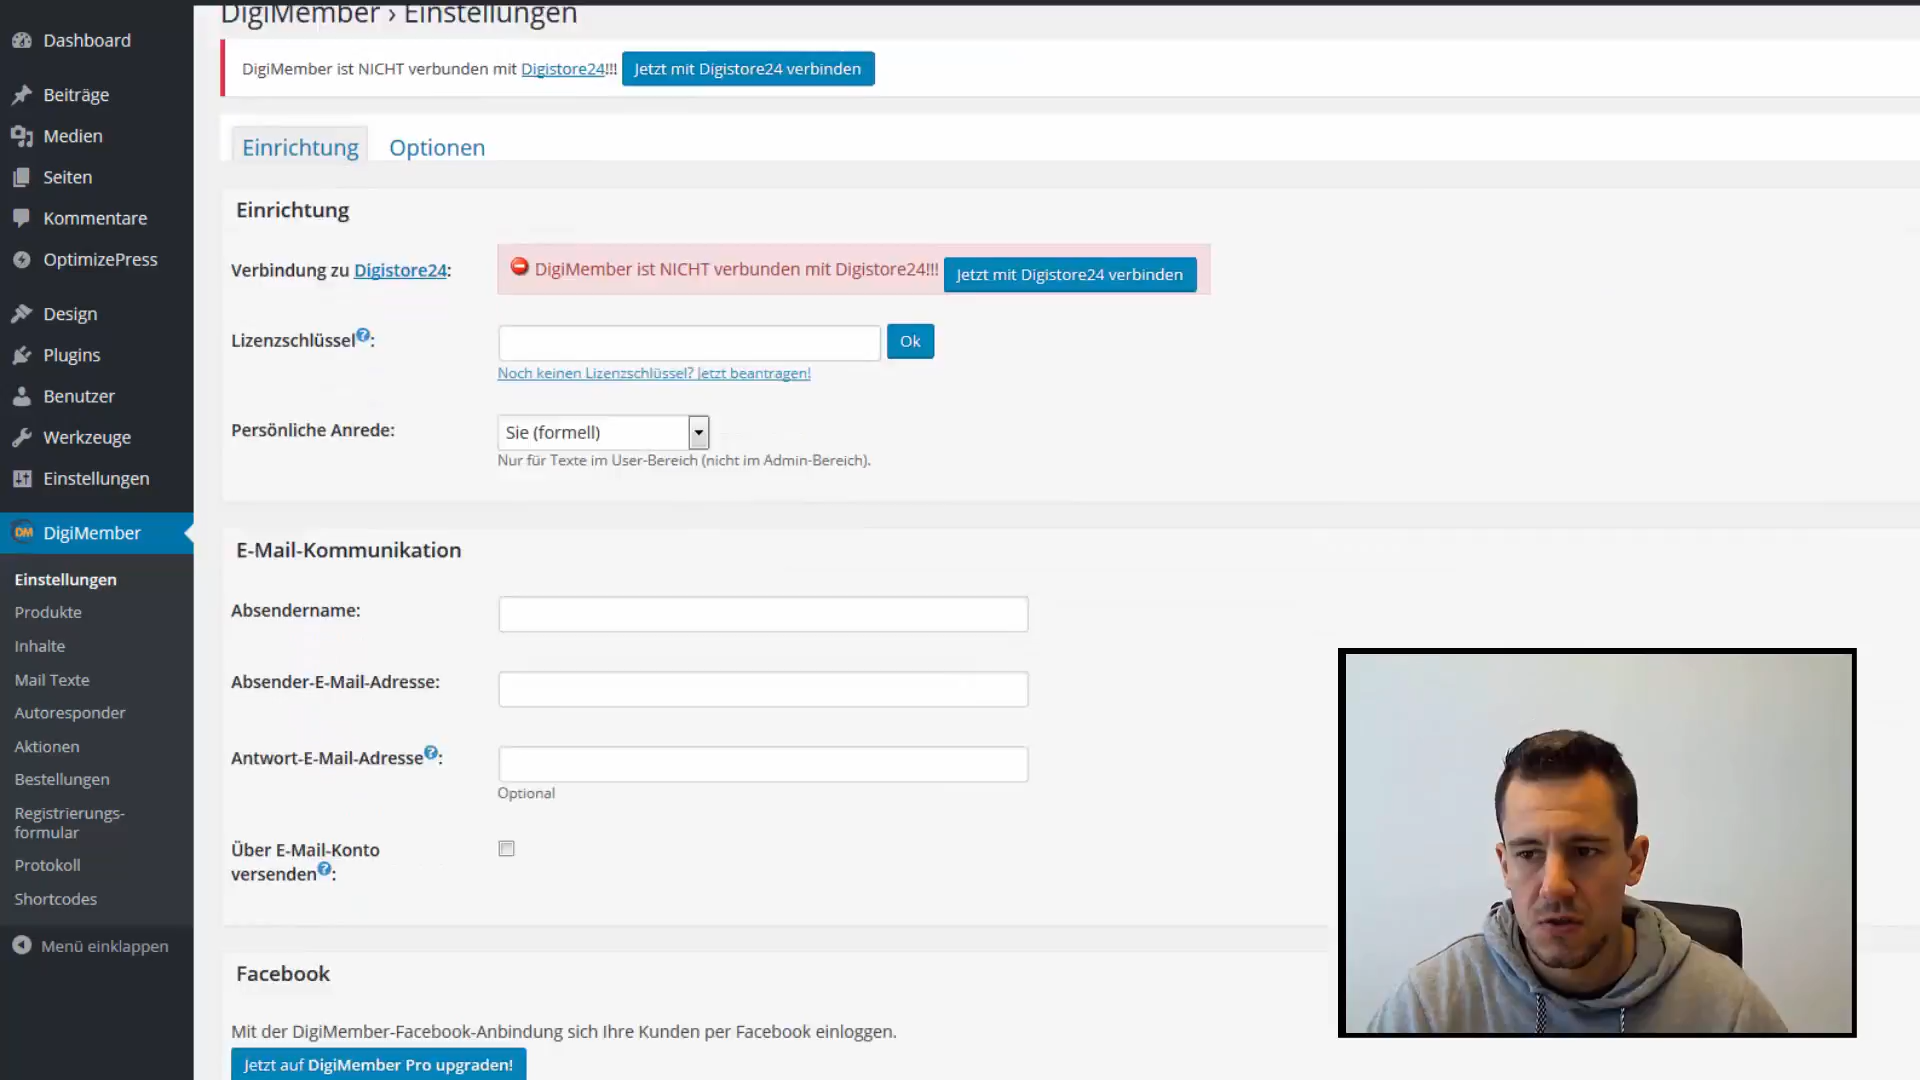 DigiMember › Einstellungen
DigiMember ist NICHT verbunden mit Digistore24!!! Jetzt mit Digistore24 verbinden
Einrichtung Optionen
Einrichtung
Verbindung zu Digistore24: DigiMember ist NICHT verbunden mit Digistore24!!! Jetzt mit Digistore24 verbinden
Lizenzschlüssel?: Ok
Noch keinen Lizenzschlüssel? Jetzt beantragen!
Persönliche Anrede: Sie (formell)
Nur für Texte im User-Bereich (nicht im Admin-Bereich).
E-Mail-Kommunikation
Absendername:
Absender-E-Mail-Adresse:
Antwort-E-Mail-Adresse?:
Optional
Über E-Mail-Konto
versenden?:
Facebook
Mit der DigiMember-Facebook-Anbindung sich Ihre Kunden per Facebook einloggen.
Jetzt auf DigiMember Pro upgraden!
Dashboard
Beiträge
Medien
Seiten
Kommentare
OptimizePress
Design
Plugins
Benutzer
Werkzeuge
Einstellungen
DM DigiMember
Einstellungen
Produkte
Inhalte
Mail Texte
Autoresponder
Aktionen
Bestellungen
Registrierungs-
formular
Protokoll
Shortcodes
Menü einklappen